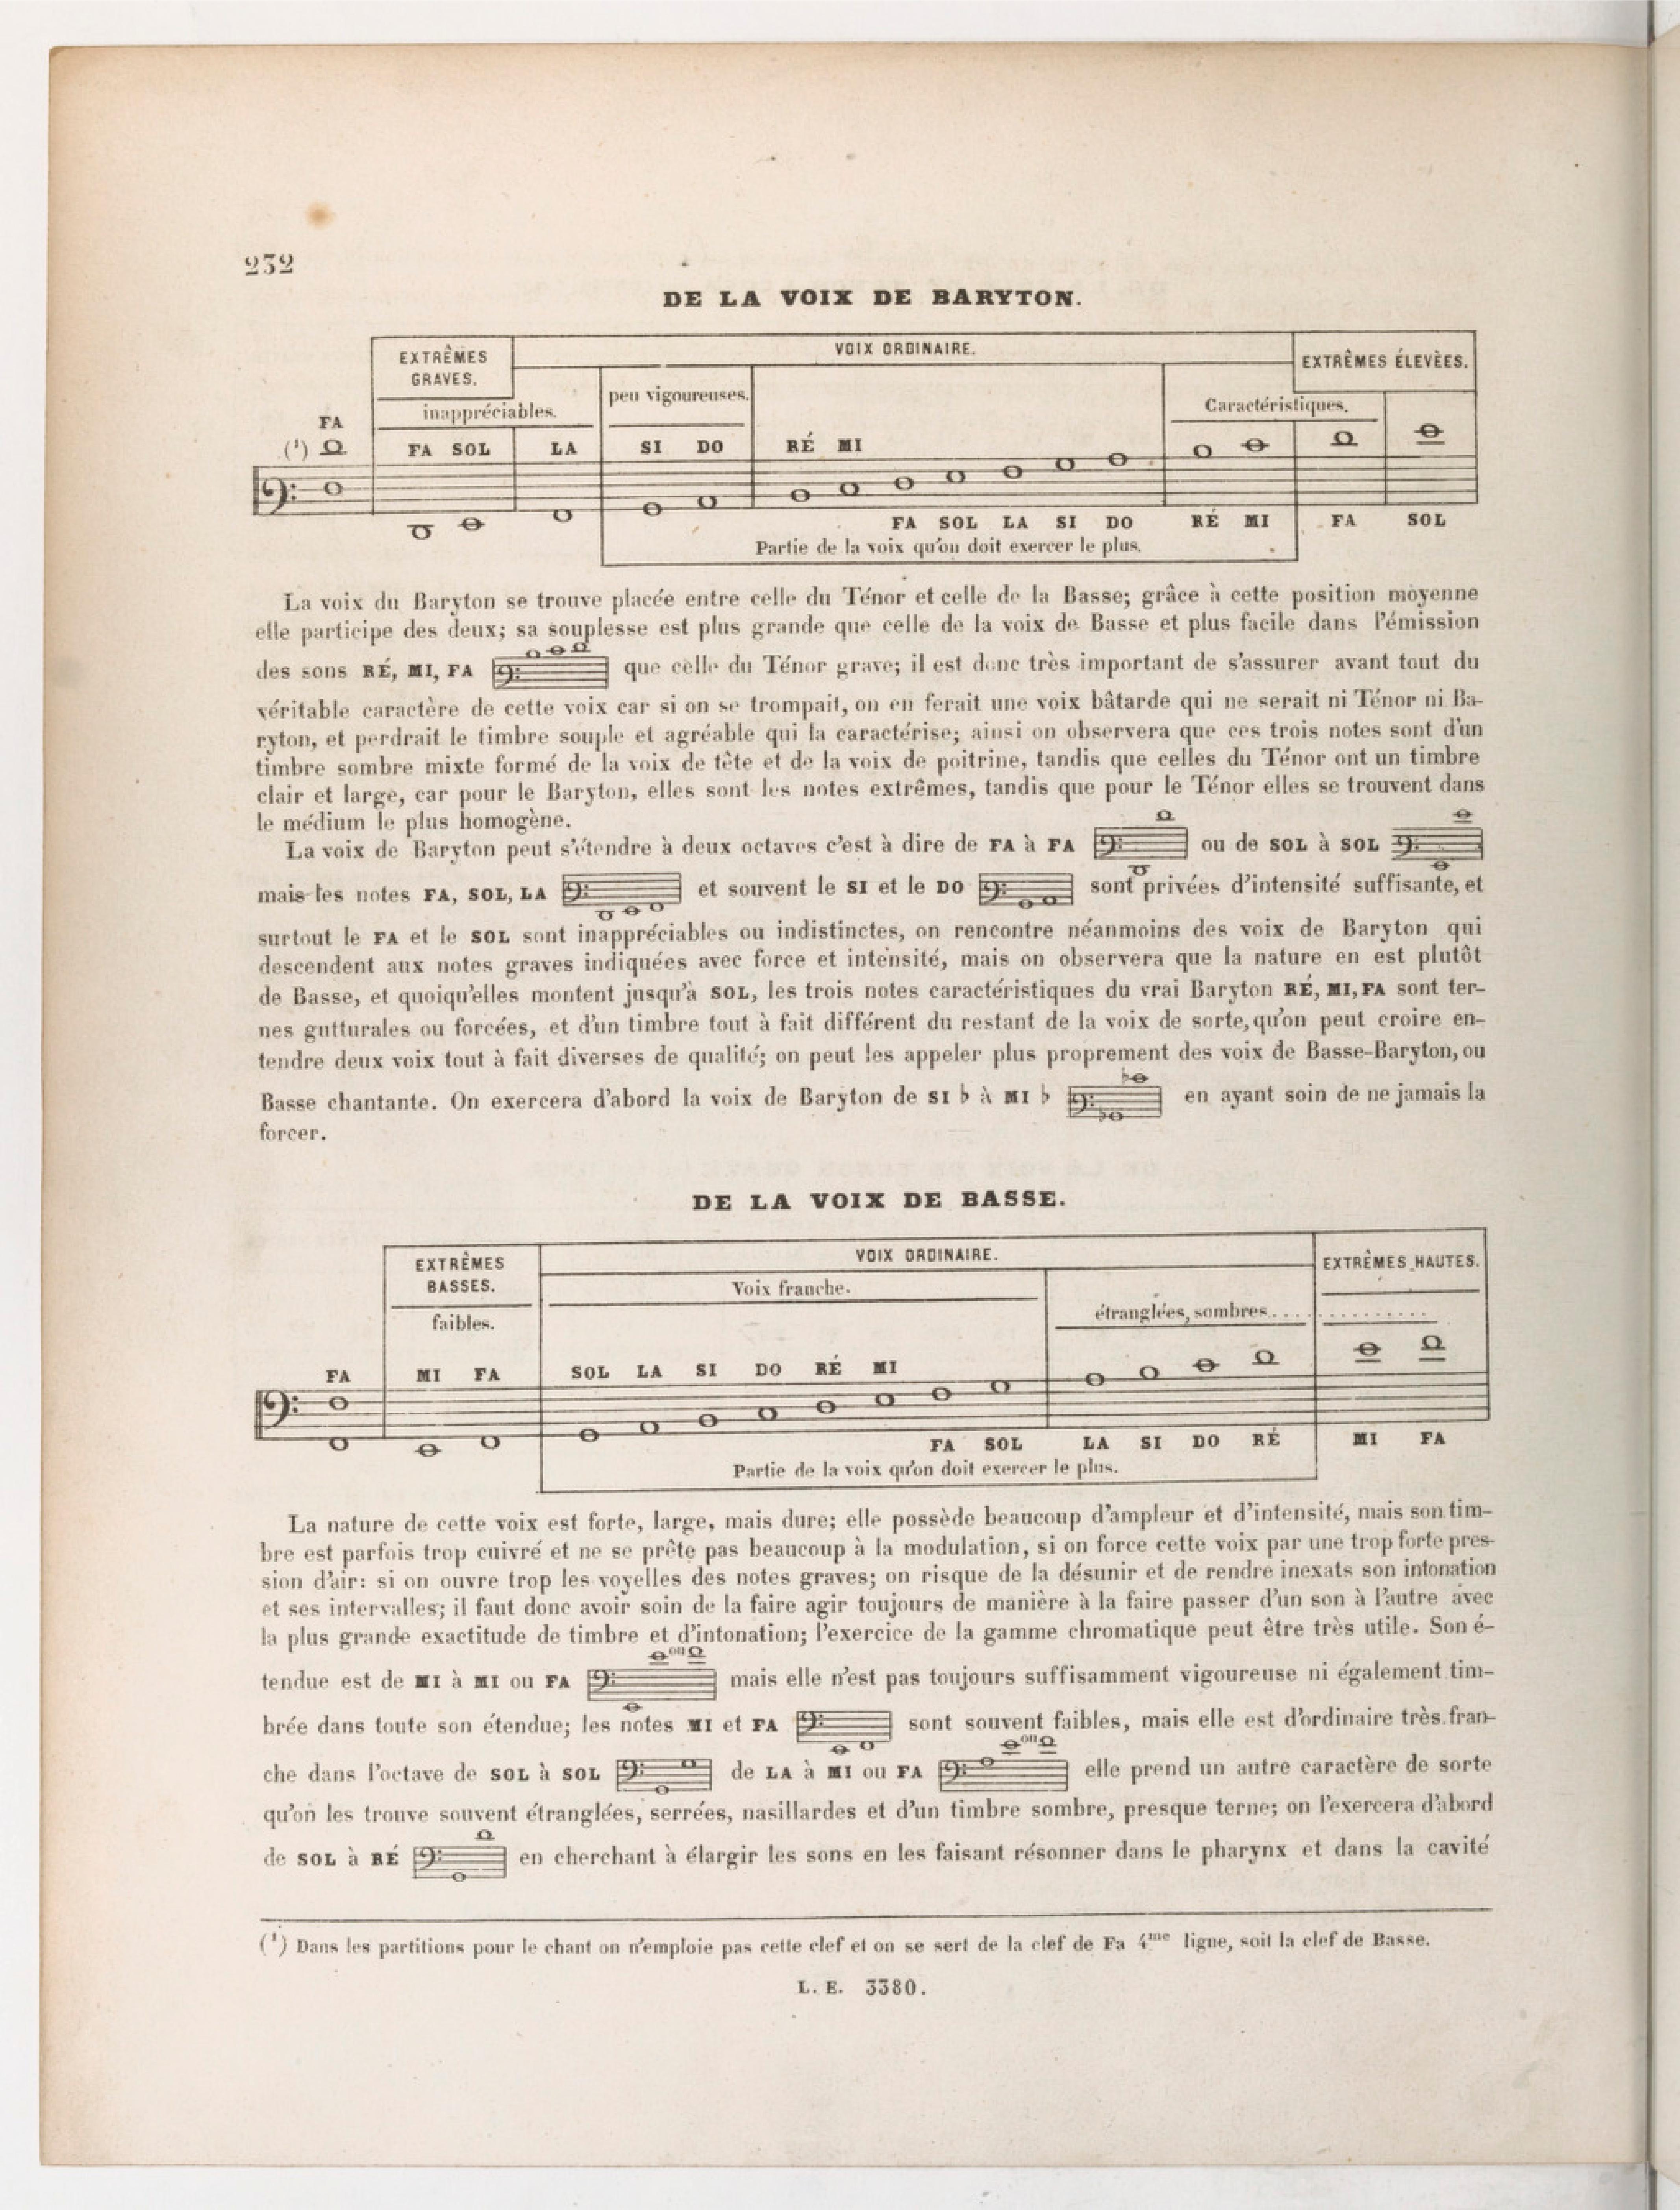 232
DE LA VOIX DE BARYTON.
EXTRÊMES
GRAVES.
VOIX ORDINAIRE.
EXTRÊMES ÉLEVÈES.
inappréciables.
peu vigoureuses.
Caractéristiques.
FA
(1)
FA SOL LA SI DO RÉ MI
FA SOL LA SI DO RÉ MI FA SOL
Partie de la voix qu'on doit exercer le plus.
La voix du Baryton se trouve placée entre celle du Ténor et celle de la Basse; grâce à cette position moyenne
elle participe des deux; sa souplesse est plus grande que celle de la voix de Basse et plus facile dans l'émission
des sons RÉ, MI, FA que celle du Ténor grave; il est donc très important de s'assurer avant tout du
véritable caractère de cette voix car si on se trompait, on en ferait une voix bâtarde qui ne serait ni Ténor ni Ba-
ryton, et perdrait le timbre souple et agréable qui la caractérise; ainsi on observera que ces trois notes sont d'un
timbre sombre mixte formé de la voix de tête et de la voix de poitrine, tandis que celles du Ténor ont un timbre
clair et large, car pour le Baryton, elles sont les notes extrêmes, tandis que pour le Ténor elles se trouvent dans
le médium le plus homogène.
La voix de Baryton peut s'étendre à deux octaves c'est à dire de FA à FA ou de SOL à SOL
mais les notes FA, SOL, LA et souvent le SI et le DO sont privées d'intensité suffisante, et
surtout le FA et le SOL sont inappréciables ou indistinctes, on rencontre néanmoins des voix de Baryton qui
descendent aux notes graves indiquées avec force et intensité, mais on observera que la nature en est plutôt
de Basse, et quoiqu'elles montent jusqu'à SOL, les trois notes caractéristiques du vrai Baryton RÉ, MI, FA sont ter-
nes gutturales ou forcées, et d'un timbre tout à fait différent du restant de la voix de sorte, qu'on peut croire en-
tendre deux voix tout à fait diverses de qualité; on peut les appeler plus proprement des voix de Basse-Baryton, ou
Basse chantante. On exercera d'abord la voix de Baryton de SI ♭ à MI ♭ en ayant soin de ne jamais la
forcer.
DE LA VOIX DE BASSE.
EXTRÊMES
BASSES.
VOIX ORDINAIRE.
EXTRÊMES HAUTES.
Voix franche.
faibles.
étranglées, sombres..............
FA MI FA SOL LA SI DO RÉ MI
FA SOL LA SI DO RÉ MI FA
Partie de la voix qu'on doit exercer le plus.
La nature de cette voix est forte, large, mais dure; elle possède beaucoup d'ampleur et d'intensité, mais son tim-
bre est parfois trop cuivré et ne se prête pas beaucoup à la modulation, si on force cette voix par une trop forte pres-
sion d'air: si on ouvre trop les voyelles des notes graves; on risque de la désunir et de rendre inexats son intonation
et ses intervalles; il faut donc avoir soin de la faire agir toujours de manière à la faire passer d'un son à l'autre avec
la plus grande exactitude de timbre et d'intonation; l'exercice de la gamme chromatique peut être très utile. Son é-
ou
tendue est de MI à MI ou FA mais elle n'est pas toujours suffisamment vigoureuse ni également tim-
brée dans toute son étendue; les notes MI et FA sont souvent faibles, mais elle est d'ordinaire très fran-
ou
che dans l'octave de SOL à SOL de LA à MI ou FA elle prend un autre caractère de sorte
qu'on les trouve souvent étranglées, serrées, nasillardes et d'un timbre sombre, presque terne; on l'exercera d'abord
de SOL à RÉ en cherchant à élargir les sons en les faisant résonner dans le pharynx et dans la cavité
(1) Dans les partitions pour le chant on n'emploie pas cette clef et on se sert de la clef de Fa 4me ligne, soit la clef de Basse.
L. E. 3380.